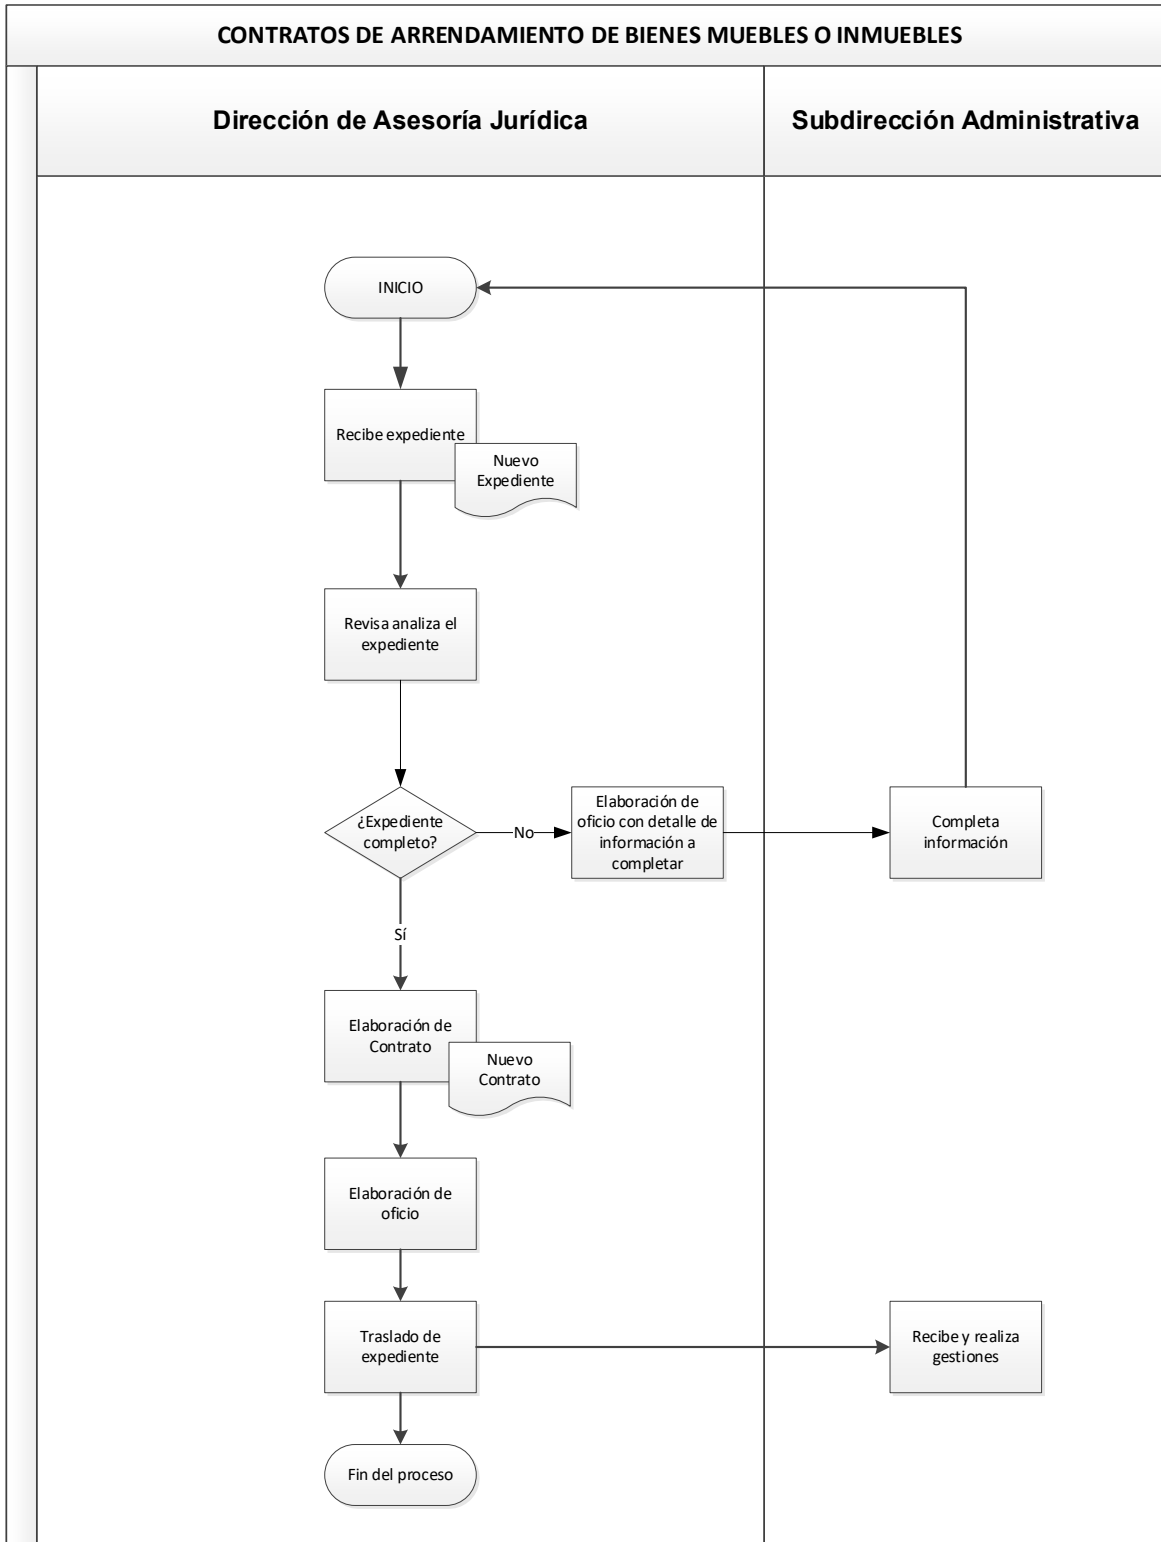 CONTRATOS DE ARRENDAMIENTO DE BIENES MUEBLES O INMUEBLES
Dirección de Asesoría Jurídica
Subdirección Administrativa
INICIO
Recibe expediente
Nuevo
Expediente
Revisa analiza el
expediente
¿Expediente
completo?
No
Elaboración de
oficio con detalle de
información a
completar
Completa
información
Sí
Elaboración de
Contrato
Nuevo
Contrato
Elaboración de
oficio
Traslado de
expediente
Recibe y realiza
gestiones
Fin del proceso